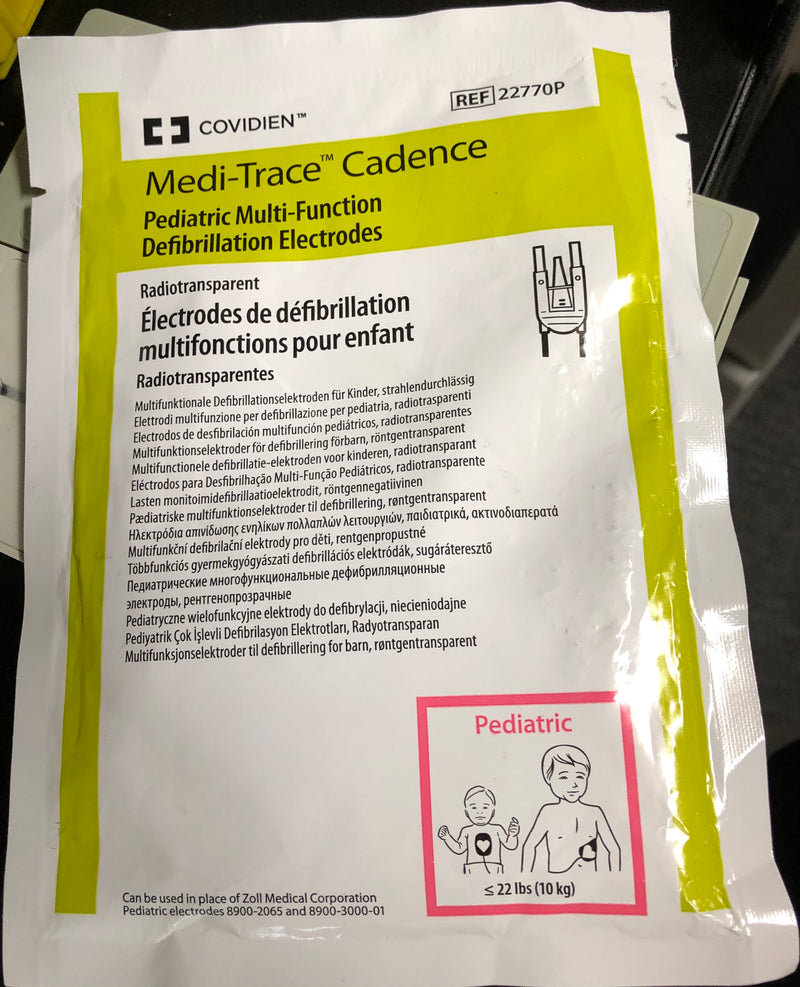 COVIDIEN™
REF 22770P
Medi-Trace™ Cadence
Pediatric Multi-Function
Defibrillation Electrodes
Radiotransparent
Électrodes de défibrillation
multifonctions pour enfant
Radiotransparentes
Multifunktionale Defibrillationselektroden für Kinder, strahlendurchlässig
Elettrodi multifunzione per defibrillazione per pediatria, radiotrasparenti
Electrodos de desfibrilación multifunción pediátricos, radiotransparentes
Multifunktionselektroder för defibrillering förbarn, röntgentransparent
Multifunctionele defibrillatie-elektroden voor kinderen, radiotransparant
Eléctrodos para Desfibrilhação Multi-Função Pediátricos, radiotransparente
Lasten monitoimidefibrillaatioelektrodit, röntgennegatiivinen
Pædiatriske multifunktionselektroder til defibrillering, røntgentransparent
Ηλεκτρόδια απινίδωσης ενηλίκων πολλαπλών λειτουργιών, παιδιατρικά, ακτινοδιαπερατά
Multifunkční defibrilační elektrody pro děti, rentgenpropustné
Többfunkciós gyermekgyógyászati defibrillációs elektródák, sugáráteresztő
Педиатрические многофункциональные дефибрилляционные
электроды, рентгенопрозрачные
Pediatryczne wielofunkcyjne elektrody do defibrylacji, niecieniodajne
Pediyatrik Çok İşlevli Defibrilasyon Elektrotları, Radyotransparan
Multifunksjonselektroder til defibrillering for barn, røntgentransparent
Pediatric
≤ 22 lbs (10 kg)
Can be used in place of Zoll Medical Corporation
Pediatric electrodes 8900-2065 and 8900-3000-01